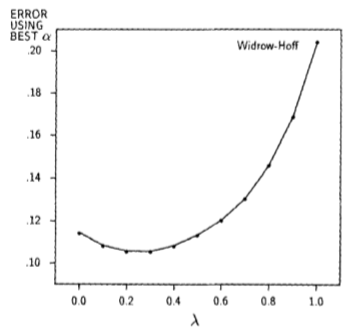 ERROR
USING
BEST α
.20
.18
.16
.14
.12
.10
Widrow-Hoff
0.0 0.2 0.4 0.6 0.8 1.0
λ